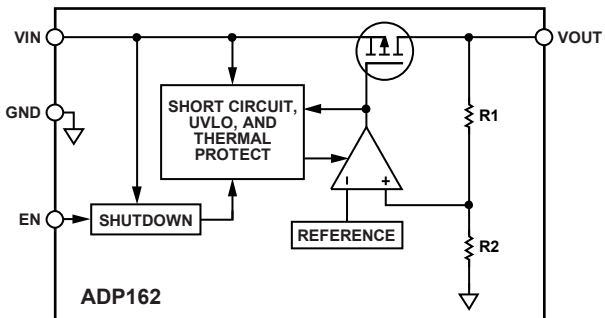 VIN
VOUT
GND
SHORT CIRCUIT,
UVLO, AND
THERMAL
PROTECT
R1
EN
SHUTDOWN
– +
REFERENCE
R2
ADP162